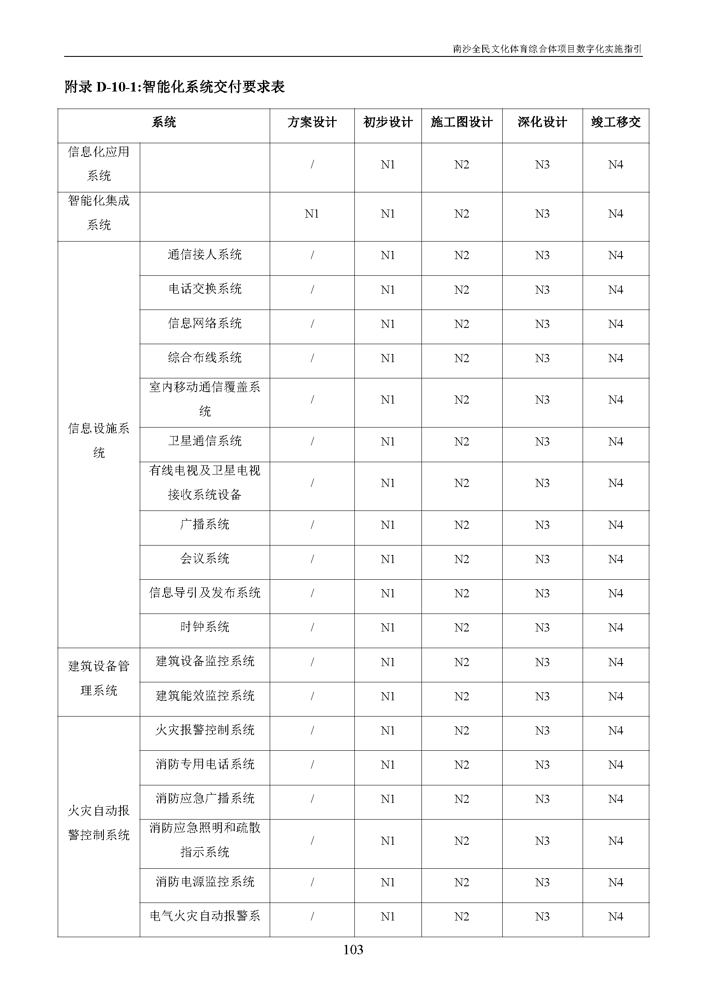 南沙全民文化体育综合体项目数字化实施指引
附录 D-10-1:智能化系统交付要求表
系统 方案设计 初步设计 施工图设计 深化设计 竣工移交
信息化应用
系统
/ N1 N2 N3 N4
智能化集成
系统
N1 N1 N2 N3 N4
信息设施系
统
通信接人系统 / N1 N2 N3 N4
电话交换系统 / N1 N2 N3 N4
信息网络系统 / N1 N2 N3 N4
综合布线系统 / N1 N2 N3 N4
室内移动通信覆盖系
统
/ N1 N2 N3 N4
卫星通信系统 / N1 N2 N3 N4
有线电视及卫星电视
接收系统设备
/ N1 N2 N3 N4
广播系统 / N1 N2 N3 N4
会议系统 / N1 N2 N3 N4
信息导引及发布系统 / N1 N2 N3 N4
时钟系统 / N1 N2 N3 N4
建筑设备管
理系统
建筑设备监控系统 / N1 N2 N3 N4
建筑能效监控系统 / N1 N2 N3 N4
火灾自动报
警控制系统
火灾报警控制系统 / N1 N2 N3 N4
消防专用电话系统 / N1 N2 N3 N4
消防应急广播系统 / N1 N2 N3 N4
消防应急照明和疏散
指示系统
/ N1 N2 N3 N4
消防电源监控系统 / N1 N2 N3 N4
电气火灾自动报警系 / N1 N2 N3 N4
103